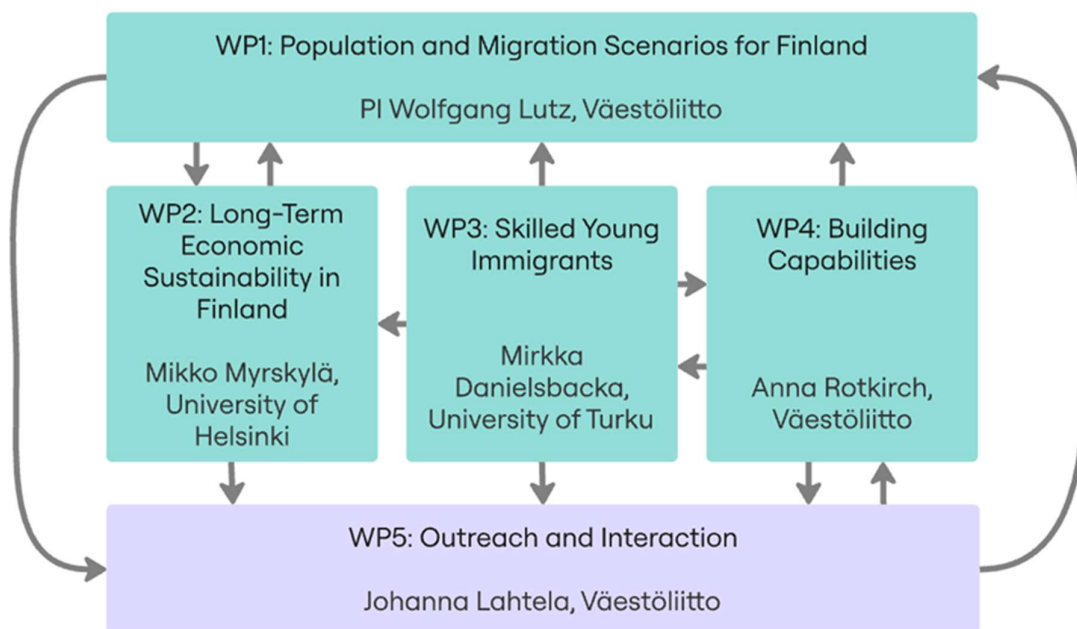 WP1: Population and Migration Scenarios for Finland
PI Wolfgang Lutz, Väestöliitto
WP2: Long-Term
Economic
Sustainability in
Finland
Mikko Myrskylä,
University of
Helsinki
WP3: Skilled Young
Immigrants
Mirkka
Danielsbacka,
University of Turku
WP4: Building
Capabilities
Anna Rotkirch,
Väestöliitto
WP5: Outreach and Interaction
Johanna Lahtela, Väestöliitto